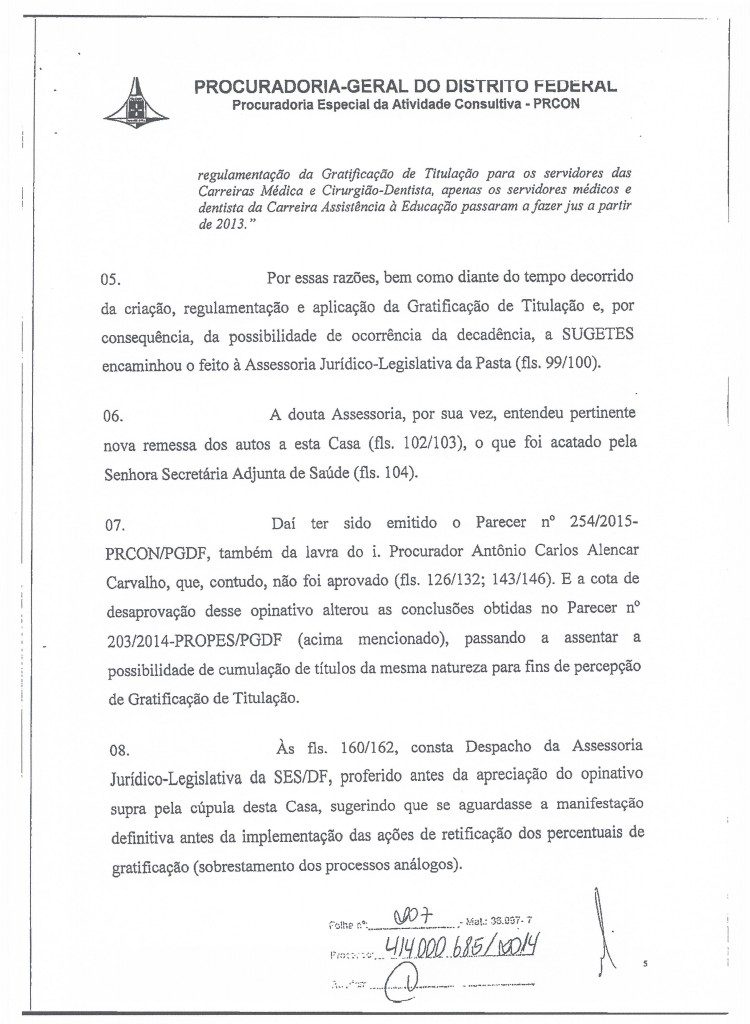 PROCURADORIA-GERAL DO DISTRITO FEDERAL
Procuradoria Especial da Atividade Consultiva - PRCON
regulamentação da Gratificação de Titulação para os servidores das
Carreiras Médica e Cirurgião-Dentista, apenas os servidores médicos e
dentista da Carreira Assistência à Educação passaram a fazer jus a partir
de 2013."
05. Por essas razões, bem como diante do tempo decorrido
da criação, regulamentação e aplicação da Gratificação de Titulação e, por
consequência, da possibilidade de ocorrência da decadência, a SUGETES
encaminhou o feito à Assessoria Jurídico-Legislativa da Pasta (fls. 99/100).
06. A douta Assessoria, por sua vez, entendeu pertinente
nova remessa dos autos a esta Casa (fls. 102/103), o que foi acatado pela
Senhora Secretária Adjunta de Saúde (fls. 104).
07. Daí ter sido emitido o Parecer nº 254/2015-
PRCON/PGDF, também da lavra do i. Procurador Antônio Carlos Alencar
Carvalho, que, contudo, não foi aprovado (fls. 126/132; 143/146). E a cota de
desaprovação desse opinativo alterou as conclusões obtidas no Parecer nº
203/2014-PROPES/PGDF (acima mencionado), passando a assentar a
possibilidade de cumulação de títulos da mesma natureza para fins de percepção
de Gratificação de Titulação.
08. Às fls. 160/162, consta Despacho da Assessoria
Jurídico-Legislativa da SES/DF, proferido antes da apreciação do opinativo
supra pela cúpula desta Casa, sugerindo que se aguardasse a manifestação
definitiva antes da implementação das ações de retificação dos percentuais de
gratificação (sobrestamento dos processos análogos).
Folha nº: - Mat.: 36.997-7
414000.685/2014
5